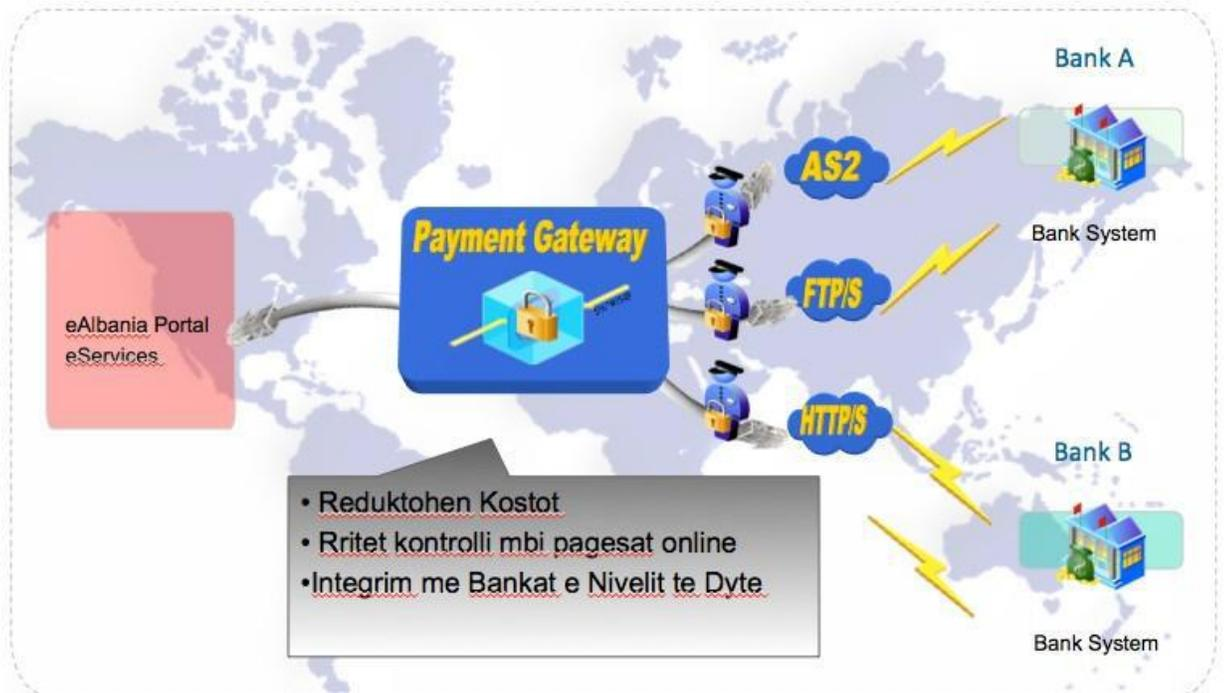 Bank A
Bank System
AS2
Payment Gateway
FTP/S
eAlbania Portal
eServices
HTTP/S
Bank B
Bank System
• Reduktohen Kostot
• Rritet kontrolli mbi pagesat online
•Integrim me Bankat e Nivelit te Dyte